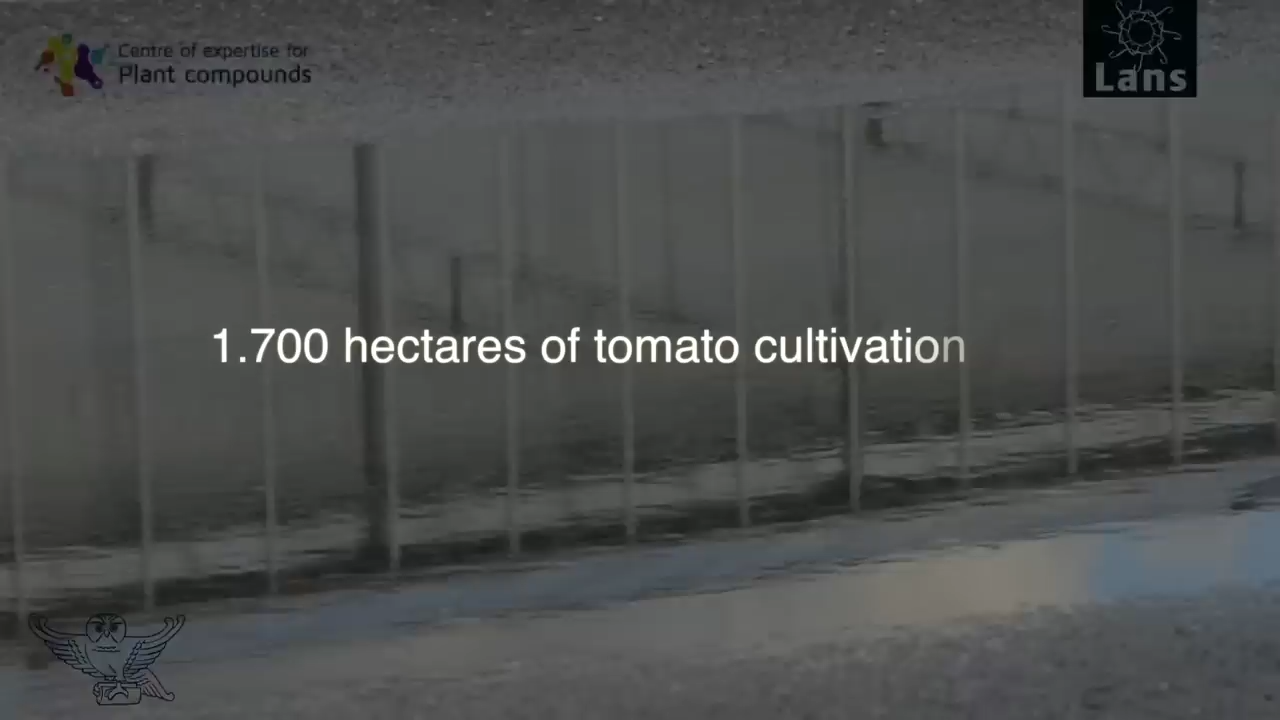 Centre of expertise for
Plant compounds
Lans
1.700 hectares of tomato cultivation